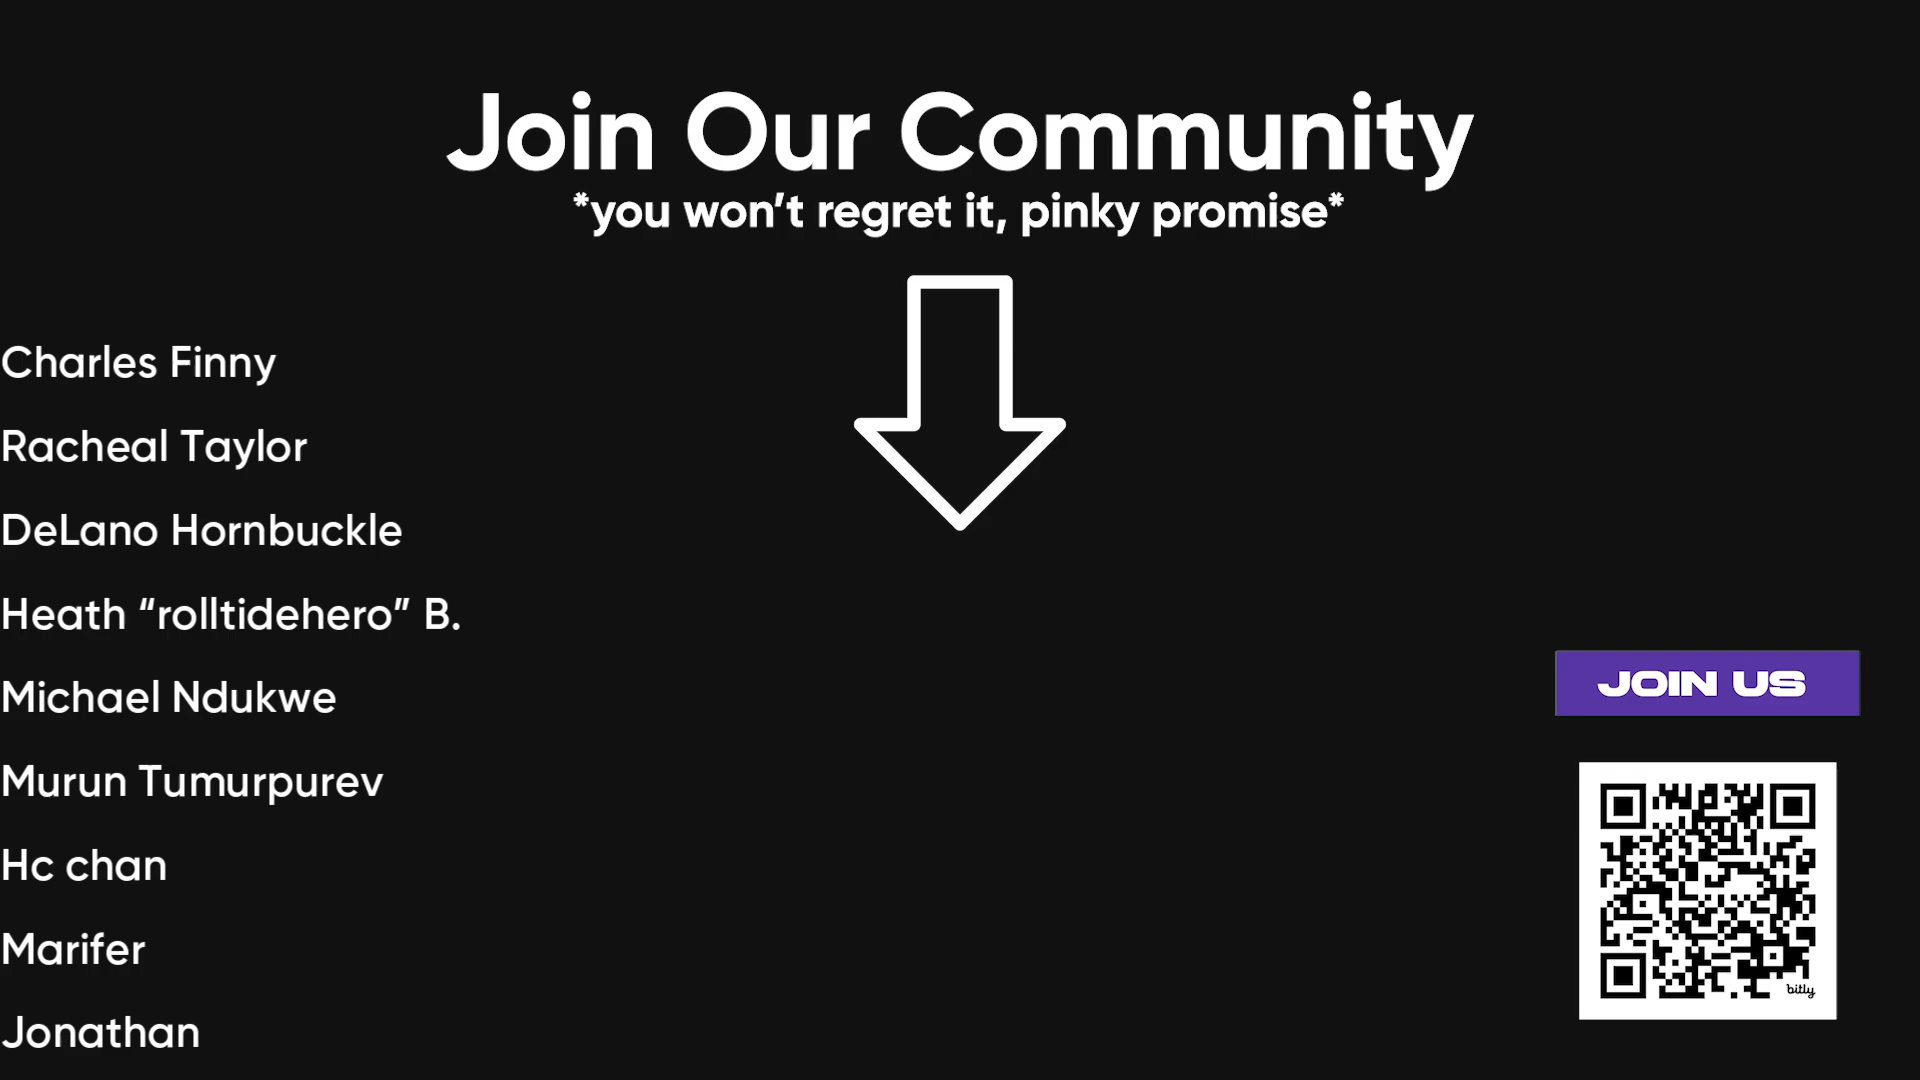 Join Our Community
*you won’t regret it, pinky promise*
Charles Finny
Racheal Taylor
DeLano Hornbuckle
Heath “rolltidehero” B.
Michael Ndukwe
Murun Tumurpurev
Hc chan
Marifer
Jonathan
JOIN US
bitly